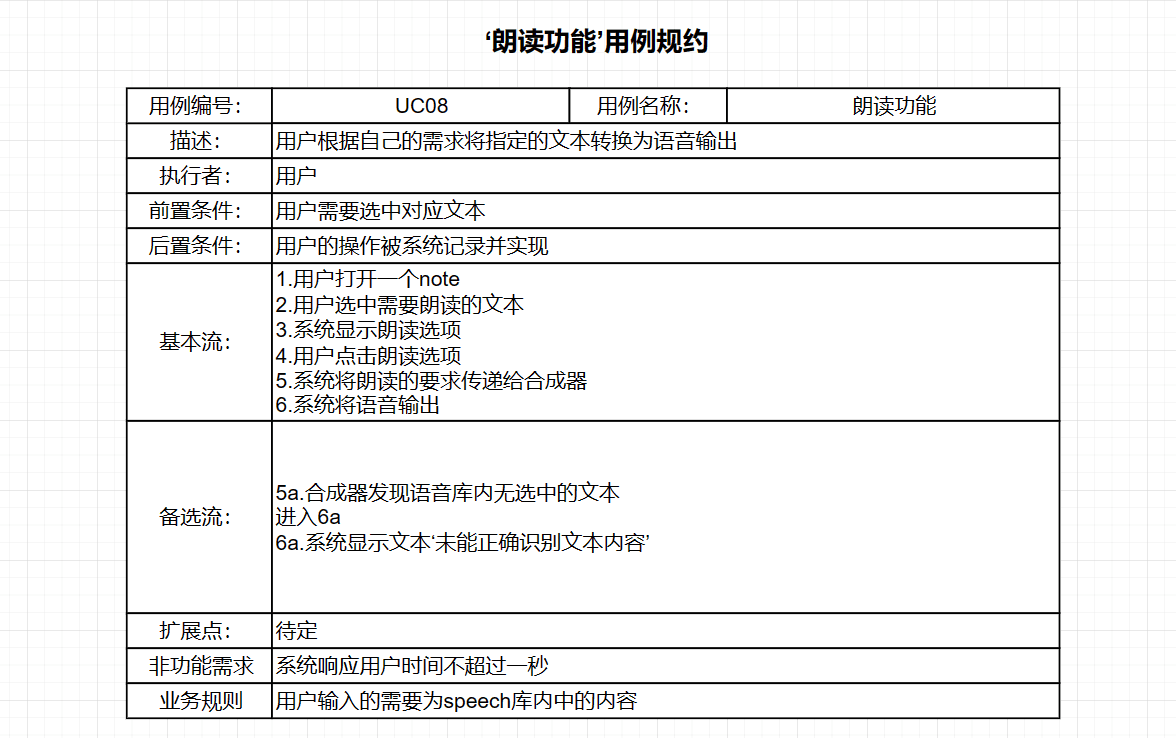 ‘朗读功能’用例规约
用例编号： UC08 用例名称： 朗读功能
描述： 用户根据自己的需求将指定的文本转换为语音输出
执行者： 用户
前置条件： 用户需要选中对应文本
后置条件： 用户的操作被系统记录并实现
基本流：
1.用户打开一个note
2.用户选中需要朗读的文本
3.系统显示朗读选项
4.用户点击朗读选项
5.系统将朗读的要求传递给合成器
6.系统将语音输出
备选流：
5a.合成器发现语音库内无选中的文本
进入6a
6a.系统显示文本‘未能正确识别文本内容’
扩展点： 待定
非功能需求 系统响应用户时间不超过一秒
业务规则 用户输入的需要为speech库内中的内容